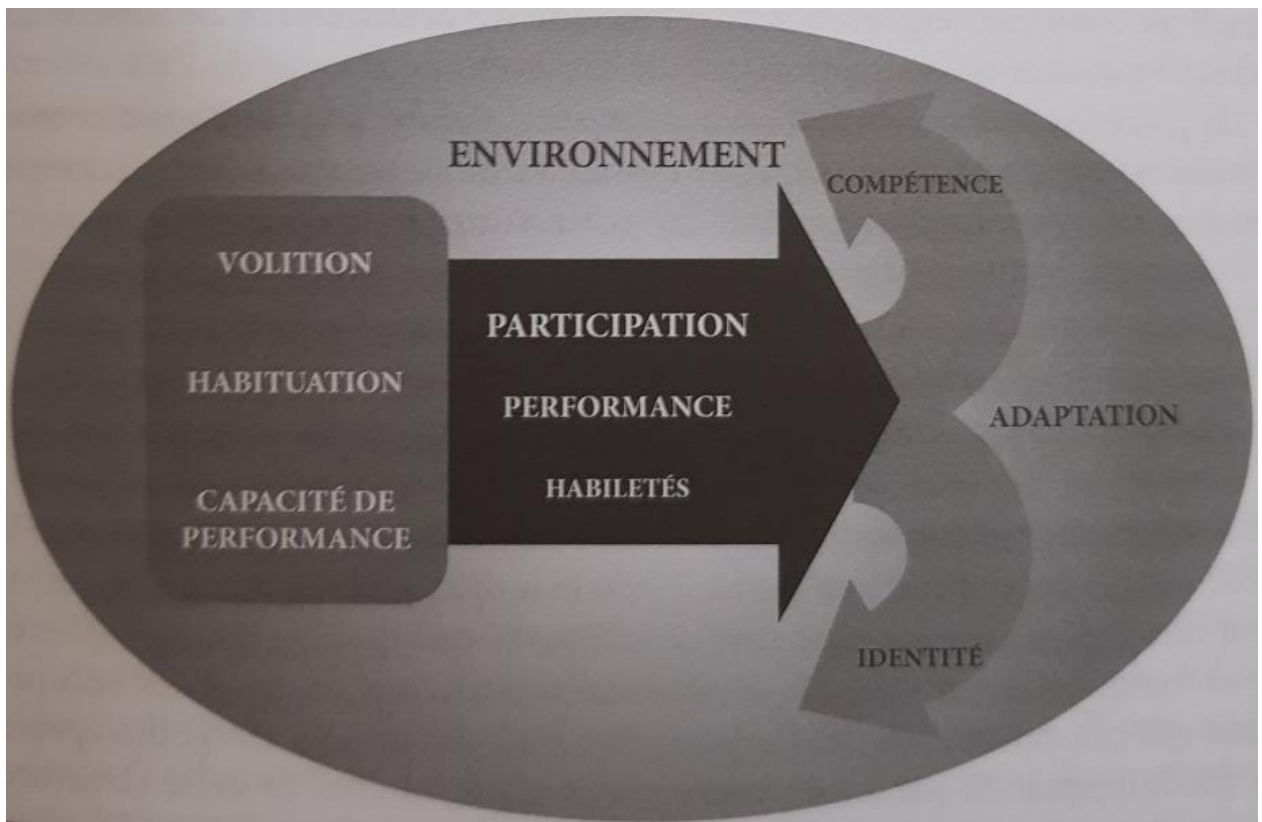 ENVIRONNEMENT
VOLITION
HABITUATION
CAPACITÉ DE
PERFORMANCE
PARTICIPATION
PERFORMANCE
HABILETÉS
COMPÉTENCE
ADAPTATION
IDENTITÉ